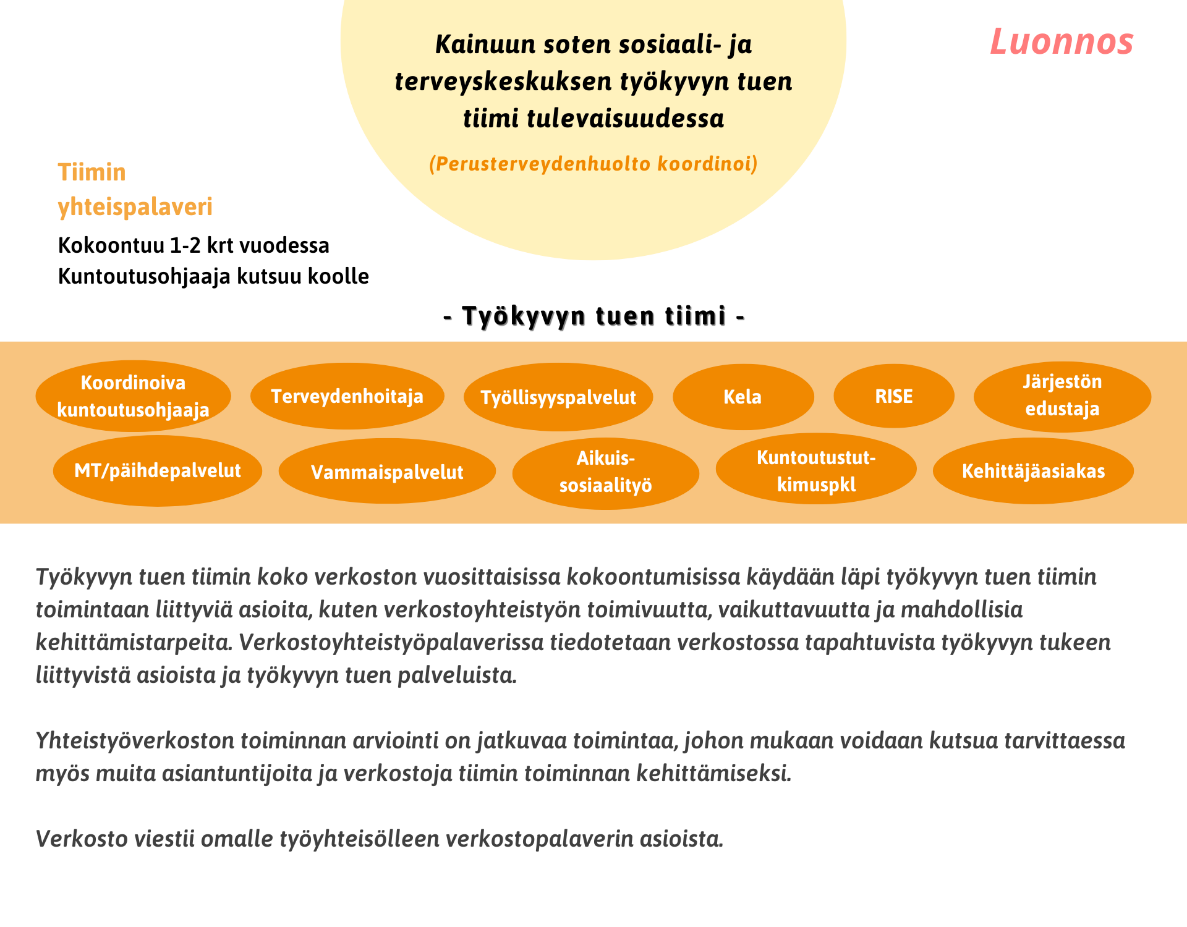 Kainuun soten sosiaali- ja
terveyskeskuksen työkyvyn tuen
tiimi tulevaisuudessa
(Perusterveydenhuolto koordinoi)
Luonnos
Tiimin
yhteispalaveri
Kokoontuu 1-2 krt vuodessa
Kuntoutusohjaaja kutsuu koolle
- Työkyvyn tuen tiimi -
Koordinoiva
kuntoutusohjaaja
Terveydenhoitaja
Työllisyyspalvelut
Kela
RISE
Järjestön
edustaja
MT/päihdepalvelut
Vammaispalvelut
Aikuis-
sosiaalityö
Kuntoutustut-
kimuspkl
Kehittäjäasiakas
Työkyvyn tuen tiimin koko verkoston vuosittaisissa kokoontumisissa käydään läpi työkyvyn tuen tiimin
toimintaan liittyviä asioita, kuten verkostoyhteistyön toimivuutta, vaikuttavuutta ja mahdollisia
kehittämistarpeita. Verkostoyhteistyöpalaverissa tiedotetaan verkostossa tapahtuvista työkyvyn tukeen
liittyvistä asioista ja työkyvyn tuen palveluista.
Yhteistyöverkoston toiminnan arviointi on jatkuvaa toimintaa, johon mukaan voidaan kutsua tarvittaessa
myös muita asiantuntijoita ja verkostoja tiimin toiminnan kehittämiseksi.
Verkosto viestii omalle työyhteisölleen verkostopalaverin asioista.